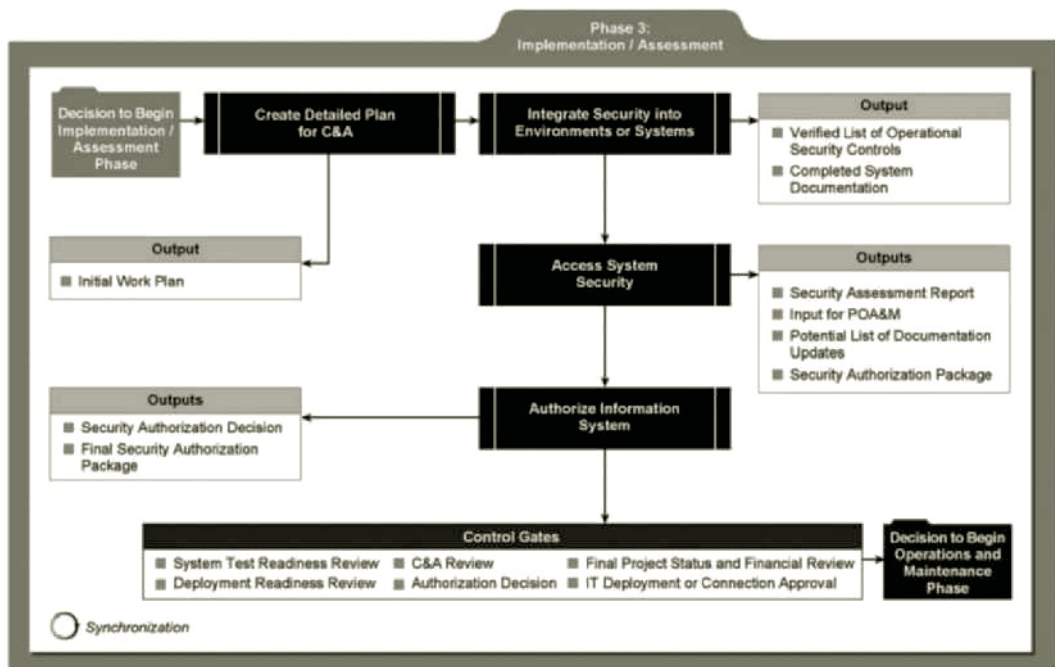 Phase 3:
Implementation / Assessment
Decision to Begin
Implementation /
Assessment
Phase
Create Detailed Plan
for C&A
Integrate Security into
Environments or Systems
Output
Verified List of Operational
Security Controls
Completed System
Documentation
Output
Initial Work Plan
Access System
Security
Outputs
Security Assessment Report
Input for POA&M
Potential List of Documentation
Updates
Security Authorization Package
Outputs
Security Authorization Decision
Final Security Authorization
Package
Authorize Information
System
Control Gates
System Test Readiness Review
C&A Review
Final Project Status and Financial Review
Deployment Readiness Review
Authorization Decision
IT Deployment or Connection Approval
Decision to Begin
Operations and
Maintenance
Phase
Synchronization